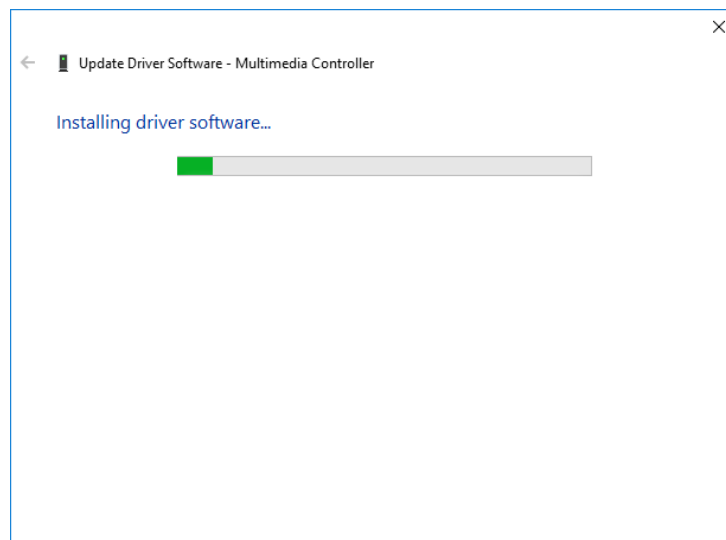 Update Driver Software - Multimedia Controller
Installing driver software...